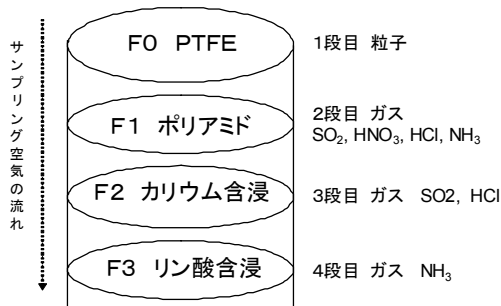 サンプリング空気の流れ
F0 PTFE
1段目 粒子
F1 ポリアミド
2段目 ガス
SO₂, HNO₃, HCl, NH₃
F2 カリウム含浸
3段目 ガス SO2, HCl
F3 リン酸含浸
4段目 ガス NH₃